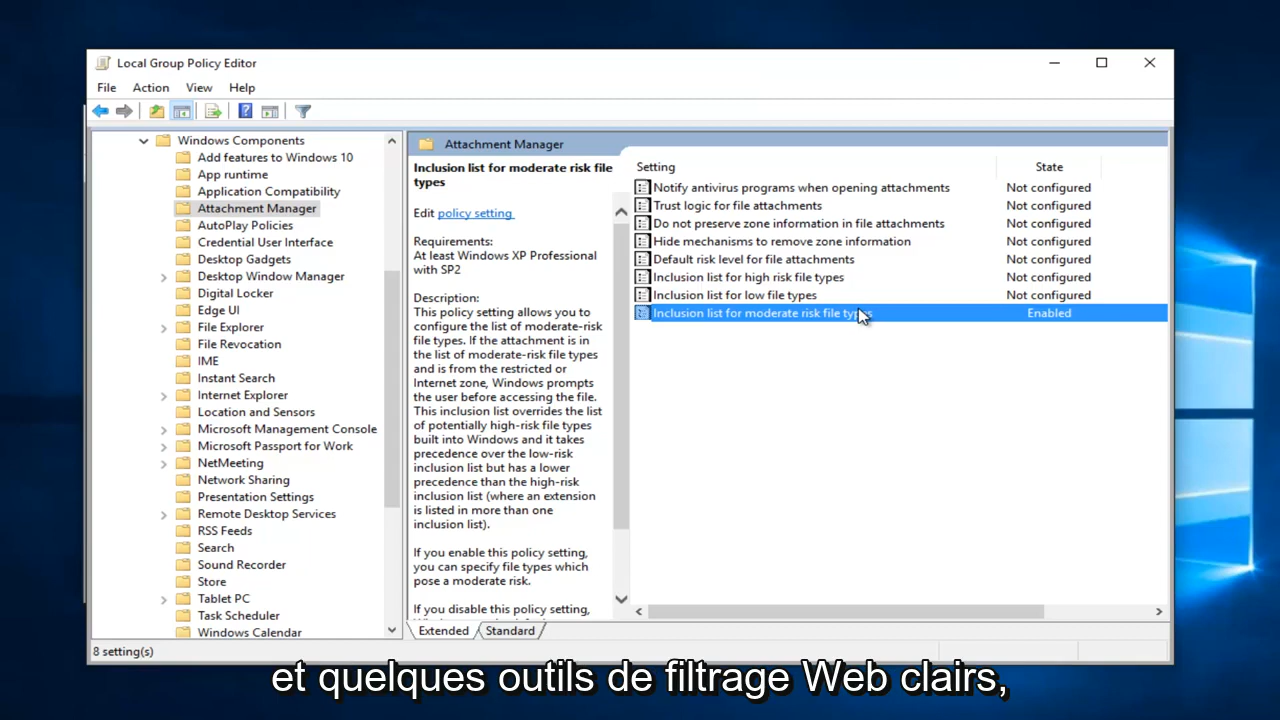 Local Group Policy Editor
File Action View Help
Windows Components
Add features to Windows 10
App runtime
Application Compatibility
Attachment Manager
AutoPlay Policies
Credential User Interface
Desktop Gadgets
Desktop Window Manager
Digital Locker
Edge UI
File Explorer
File Revocation
IME
Instant Search
Internet Explorer
Location and Sensors
Microsoft Management Console
Microsoft Passport for Work
NetMeeting
Network Sharing
Presentation Settings
Remote Desktop Services
RSS Feeds
Search
Sound Recorder
Store
Tablet PC
Task Scheduler
Windows Calendar
Attachment Manager
Inclusion list for moderate risk file
types
Edit policy setting
Requirements:
At least Windows XP Professional
with SP2
Description:
This policy setting allows you to
configure the list of moderate-risk
file types. If the attachment is in
the list of moderate-risk file types
and is from the restricted or
Internet zone, Windows prompts
the user before accessing the file.
This inclusion list overrides the list
of potentially high-risk file types
built into Windows and it takes
precedence over the low-risk
inclusion list but has a lower
precedence than the high-risk
inclusion list (where an extension
is listed in more than one
inclusion list).
If you enable this policy setting,
you can specify file types which
pose a moderate risk.
If you disable this policy setting,
Setting State
Notify antivirus programs when opening attachments Not configured
Trust logic for file attachments Not configured
Do not preserve zone information in file attachments Not configured
Hide mechanisms to remove zone information Not configured
Default risk level for file attachments Not configured
Inclusion list for high risk file types Not configured
Inclusion list for low file types Not configured
Inclusion list for moderate risk file types Enabled
Extended Standard
8 setting(s)
et quelques outils de filtrage Web clairs,